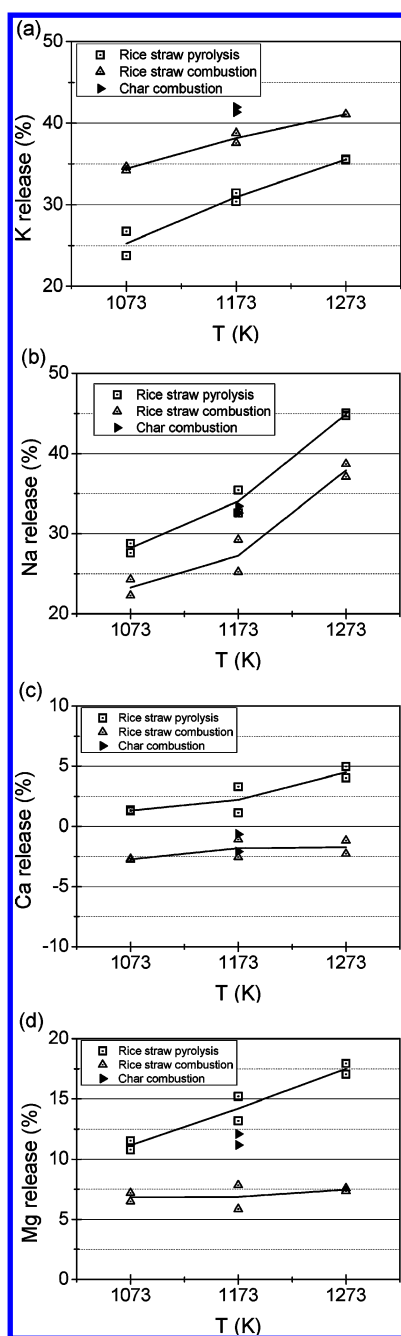 (a)
50
40
30
20
K release (%)
Rice straw pyrolysis
Rice straw combustion
Char combustion
1073 1173 1273
T (K)
(b)
50
40
30
20
Na release (%)
Rice straw pyrolysis
Rice straw combustion
Char combustion
1073 1173 1273
T (K)
(c)
10
5
0
-5
-10
Ca release (%)
Rice straw pyrolysis
Rice straw combustion
Char combustion
1073 1173 1273
T (K)
(d)
20
15
10
5
0
Mg release (%)
Rice straw pyrolysis
Rice straw combustion
Char combustion
1073 1173 1273
T (K)